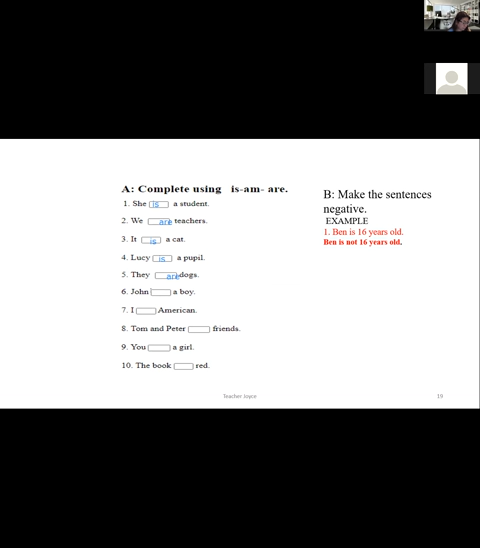 A: Complete using is-am- are.
1. She is a student.
2. We are teachers.
3. It is a cat.
4. Lucy is a pupil.
5. They are dogs.
6. John a boy.
7. I American.
8. Tom and Peter friends.
9. You a girl.
10. The book red.
B: Make the sentences
negative.
EXAMPLE
1. Ben is 16 years old.
Ben is not 16 years old.
Teacher Joyce
19